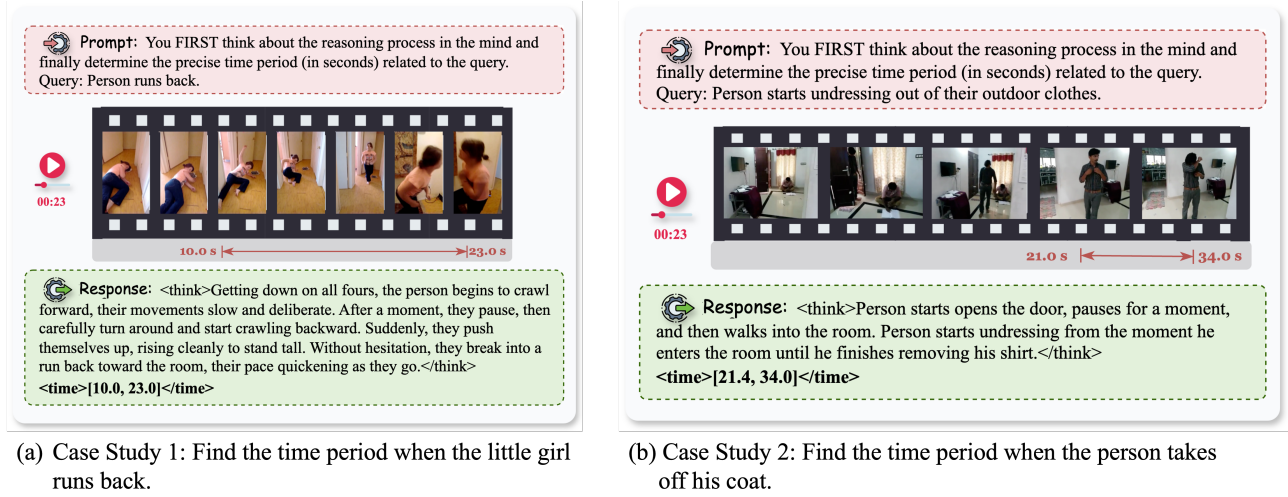 Prompt: You FIRST think about the reasoning process in the mind and
finally determine the precise time period (in seconds) related to the query.
Query: Person runs back.
00:23
10.0 s
23.0 s
Response: <think>Getting down on all fours, the person begins to crawl
forward, their movements slow and deliberate. After a moment, they pause, then
carefully turn around and start crawling backward. Suddenly, they push
themselves up, rising cleanly to stand tall. Without hesitation, they break into a
run back toward the room, their pace quickening as they go.</think>
<time>[10.0, 23.0]</time>
(a) Case Study 1: Find the time period when the little girl
runs back.
Prompt: You FIRST think about the reasoning process in the mind and
finally determine the precise time period (in seconds) related to the query.
Query: Person starts undressing out of their outdoor clothes.
00:23
21.0 s
34.0 s
Response: <think>Person starts opens the door, pauses for a moment,
and then walks into the room. Person starts undressing from the moment he
enters the room until he finishes removing his shirt.</think>
<time>[21.4, 34.0]</time>
(b) Case Study 2: Find the time period when the person takes
off his coat.